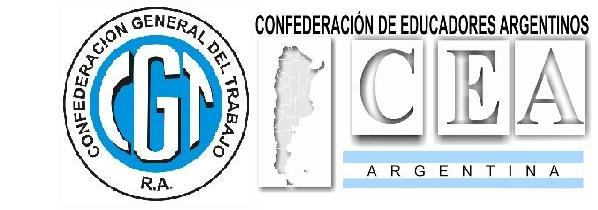 CONFEDERACION GENERAL DEL TRABAJO
CGT
R.A.
CONFEDERACIÓN DE EDUCADORES ARGENTINOS
CEA
ARGENTINA